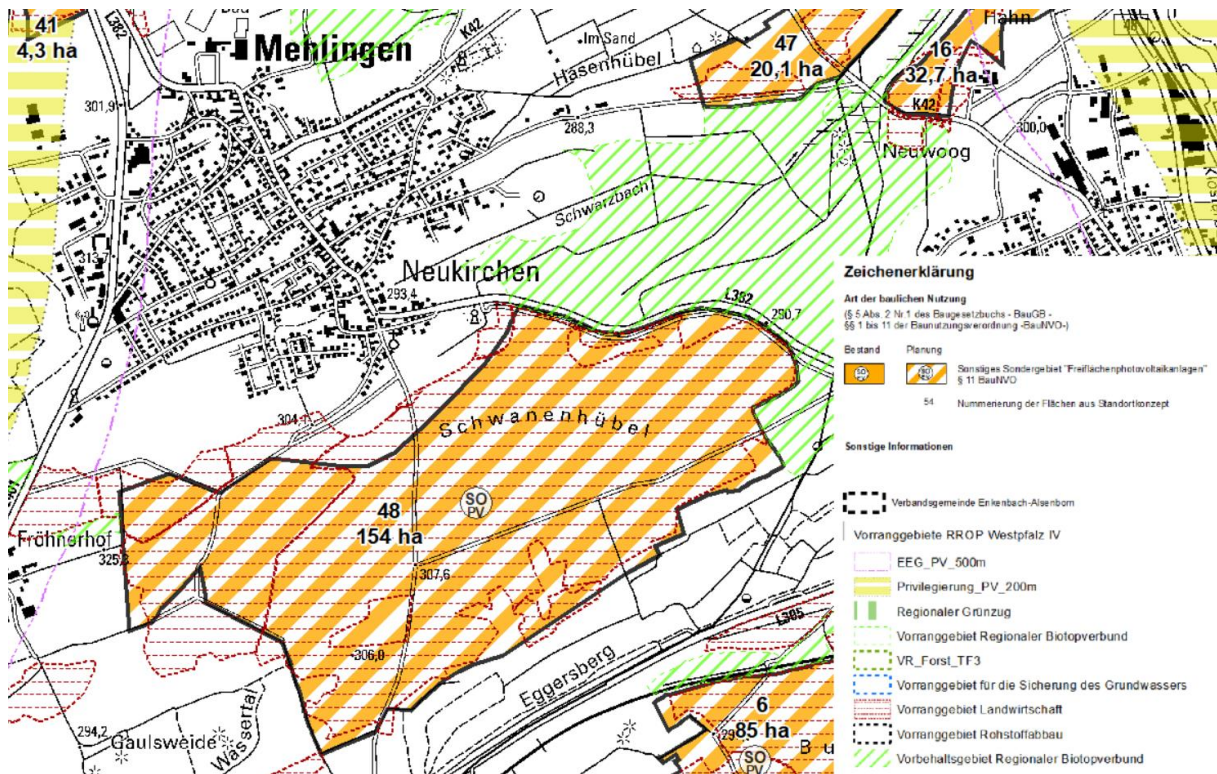 41
4,3 ha
L382
Mehlingen
K42
Im Sand
Hasenhübel
47
20,1 ha
Hahn
16
32,7 ha
48
K42
301,9
288,3
300,0
Neuwoog
Schwarzbach
313,7
Neukirchen
293,4
L392
290,7
304,1
Schwanenhübel
SO
PV
48
154 ha
Fröhnerhof
325,3
307,6
306,0
L395
Eggersberg
6
85 ha
294,2
Gaulsweide
Wassertal
SO
PV
Zeichenerklärung
Art der baulichen Nutzung
(§ 5 Abs. 2 Nr.1 des Baugesetzbuchs - BauGB -
§§ 1 bis 11 der Baunutzungsverordnung -BauNVO-)
Bestand Planung
Sonstiges Sondergebiet "Freiflächenphotovoltaikanlagen"
§ 11 BauNVO
54 Nummerierung der Flächen aus Standortkonzept
Sonstige Informationen
Verbandsgemeinde Enkenbach-Alsenborn
Vorranggebiete RROP Westpfalz IV
EEG_PV_500m
Privilegierung_PV_200m
Regionaler Grünzug
Vorranggebiet Regionaler Biotopverbund
VR_Forst_TF3
Vorranggebiet für die Sicherung des Grundwassers
Vorranggebiet Landwirtschaft
Vorranggebiet Rohstoffabbau
Vorbehaltsgebiet Regionaler Biotopverbund